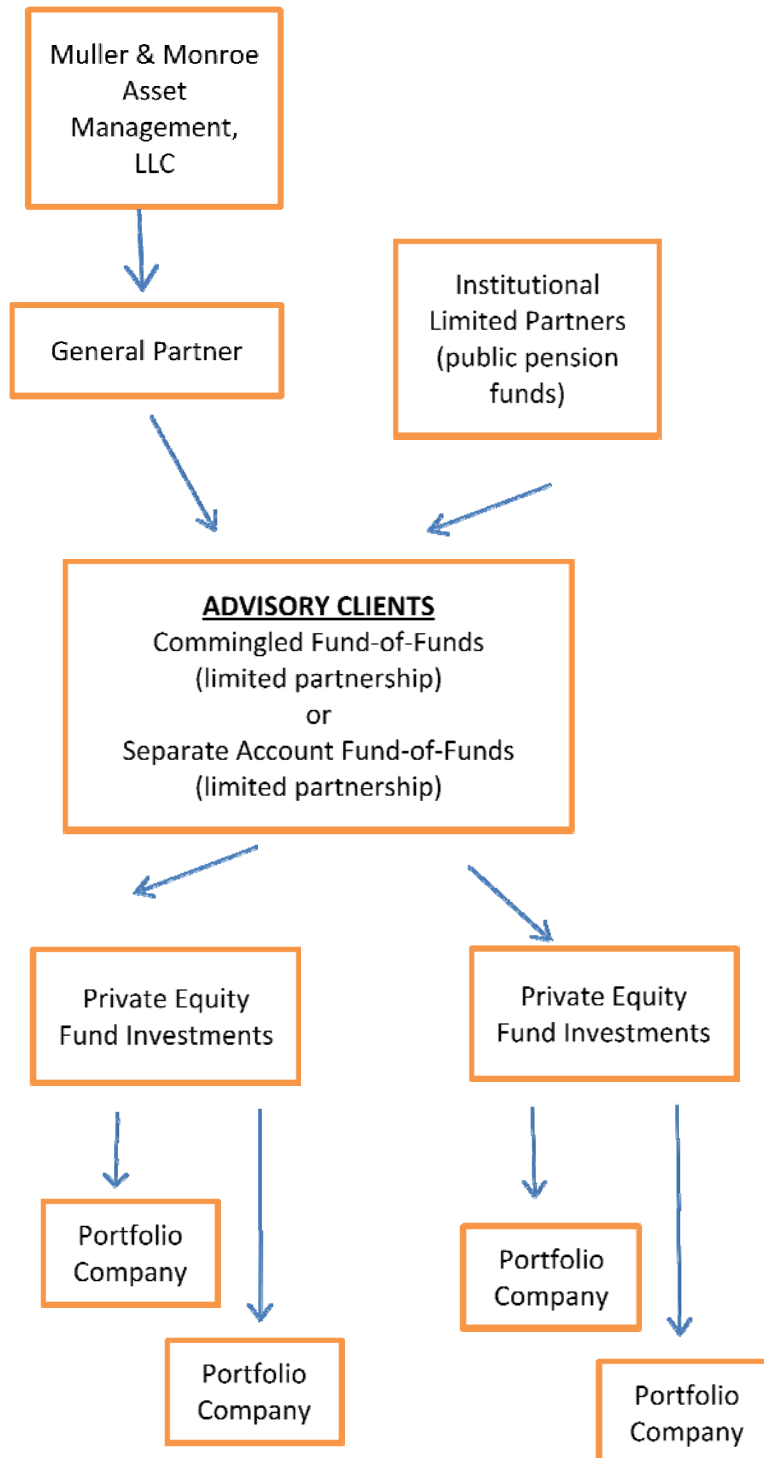 Muller & Monroe
Asset
Management,
LLC
General Partner
Institutional
Limited Partners
(public pension
funds)
ADVISORY CLIENTS
Commingled Fund-of-Funds
(limited partnership)
or
Separate Account Fund-of-Funds
(limited partnership)
Private Equity
Fund Investments
Private Equity
Fund Investments
Portfolio
Company
Portfolio
Company
Portfolio
Company
Portfolio
Company